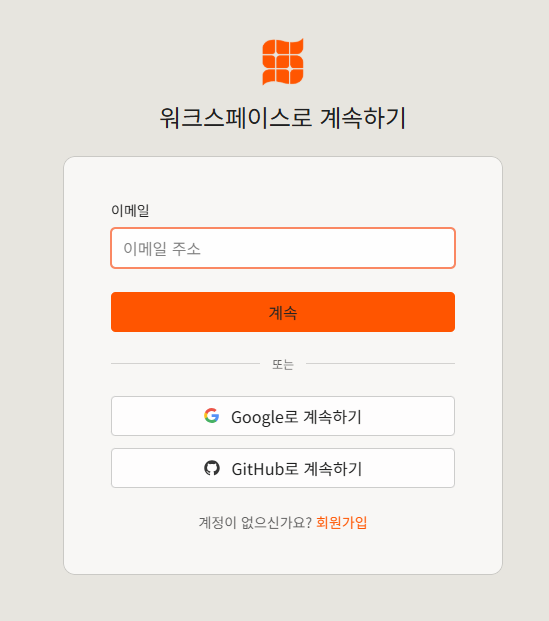 워크스페이스로 계속하기
이메일
이메일 주소
계속
또는
Google로 계속하기
GitHub로 계속하기
계정이 없으신가요? 회원가입